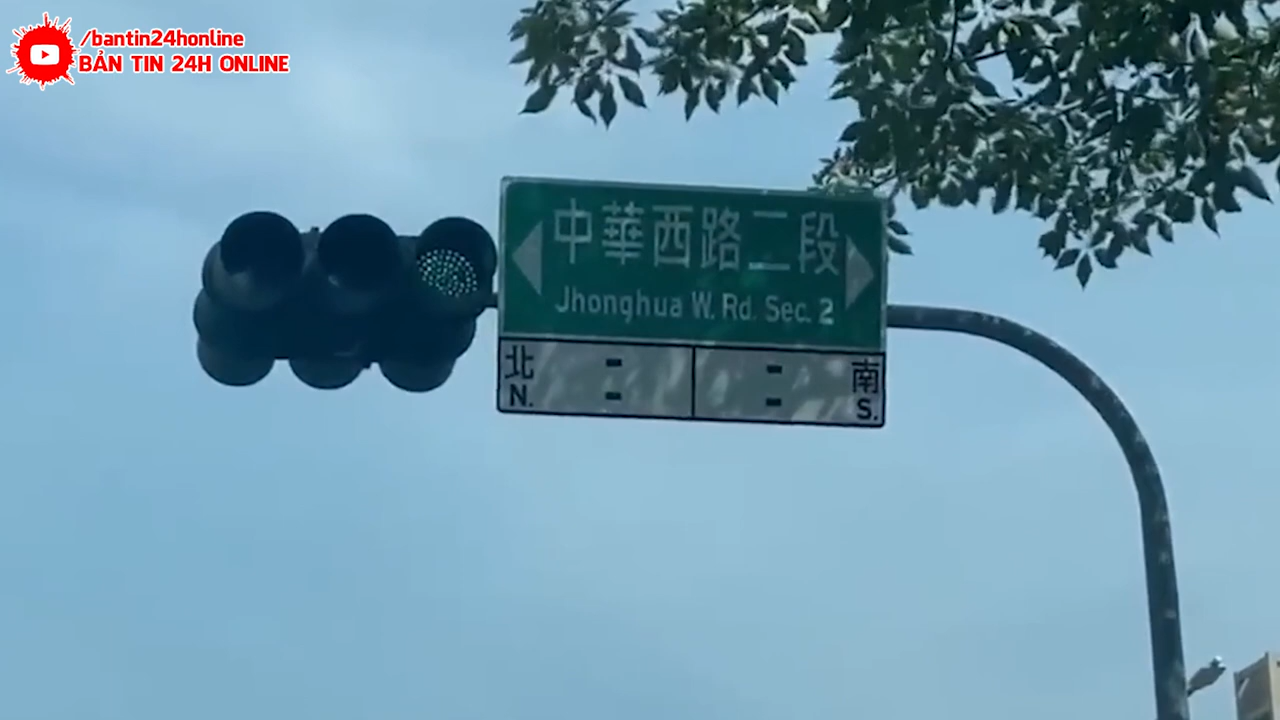 /bantin24honline
BẢN TIN 24H ONLINE
中華西路二段
Jhonghua W. Rd. Sec. 2
北
南
N.
S.